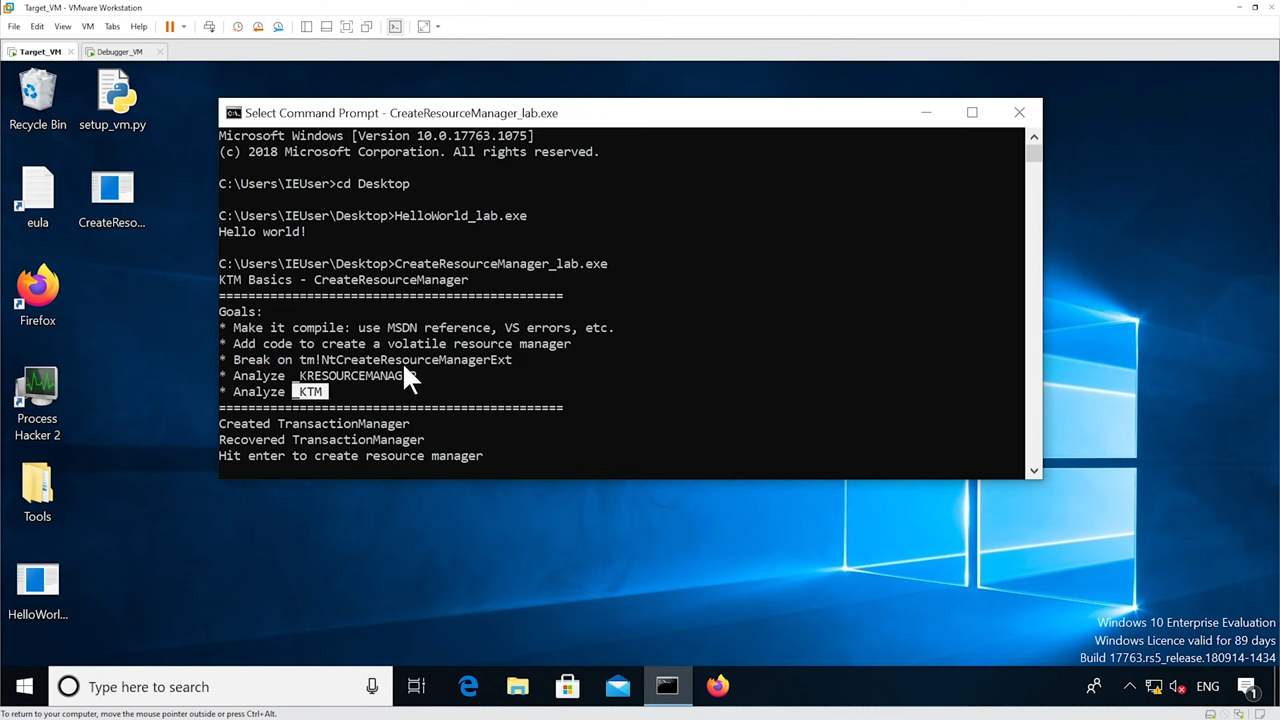 Target_VM - VMware Workstation
File Edit View VM Tabs Help
Target_VM Debugger_VM
Recycle Bin
setup_vm.py
eula
CreateReso...
Firefox
Process
Hacker 2
Tools
HelloWorl...
Select Command Prompt - CreateResourceManager_lab.exe
Microsoft Windows [Version 10.0.17763.1075]
(c) 2018 Microsoft Corporation. All rights reserved.
C:\Users\IEUser>cd Desktop
C:\Users\IEUser\Desktop>HelloWorld_lab.exe
Hello world!
C:\Users\IEUser\Desktop>CreateResourceManager_lab.exe
KTM Basics - CreateResourceManager
================================================
Goals:
* Make it compile: use MSDN reference, VS errors, etc.
* Add code to create a volatile resource manager
* Break on tm!NtCreateResourceManagerExt
* Analyze _KRESOURCEMANAGER
* Analyze _KTM
================================================
Created TransactionManager
Recovered TransactionManager
Hit enter to create resource manager
Windows 10 Enterprise Evaluation
Windows Licence valid for 89 days
Build 17763.rs5_release.180914-1434
Type here to search
ENG
1
To return to your computer, move the mouse pointer outside or press Ctrl+Alt.